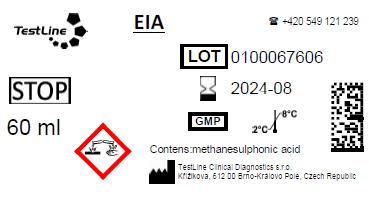 TestLine
EIA
☎ +420 549 121 239
LOT 0100067606
STOP
2024-08
60 ml
GMP
2°C
8°C
Contens:methanesulphonic acid
TestLine Clinical Diagnostics s.r.o.
Křižíkova, 612 00 Brno-Královo Pole, Czech Republic